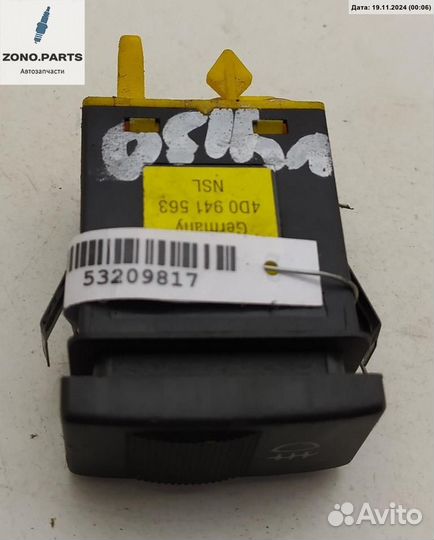 ZONO.PARTS
Автозапчасти
Дата: 19.11.2024 (00:06)
NSL
4D0 941 563
Germany
53209817
Avito